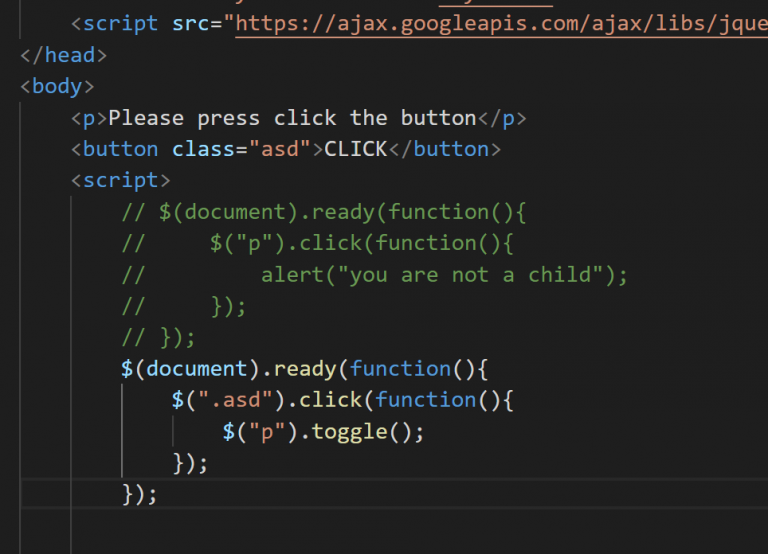 <script src="https://ajax.googleapis.com/ajax/libs/jque
</head>
<body>
<p>Please press click the button</p>
<button class="asd">CLICK</button>
<script>
// $(document).ready(function(){
//     $("p").click(function(){
//         alert("you are not a child");
//     });
// });
$(document).ready(function(){
$(".asd").click(function(){
$("p").toggle();
});
});